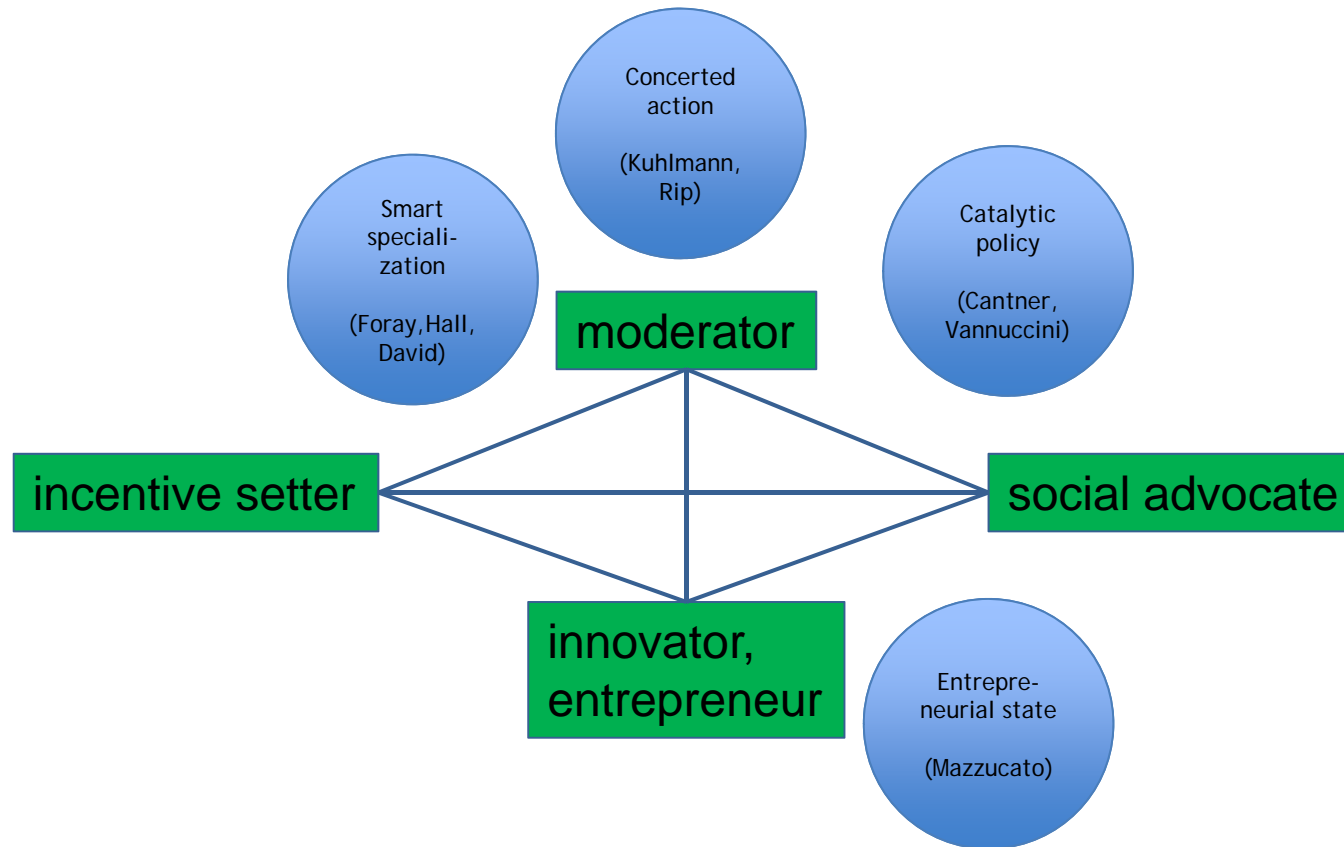 Concerted
action
(Kuhlmann,
Rip)
Smart
speciali-
zation
(Foray,Hall,
David)
Catalytic
policy
(Cantner,
Vannuccini)
moderator
incentive setter
social advocate
innovator,
entrepreneur
Entrepre-
neurial state
(Mazzucato)